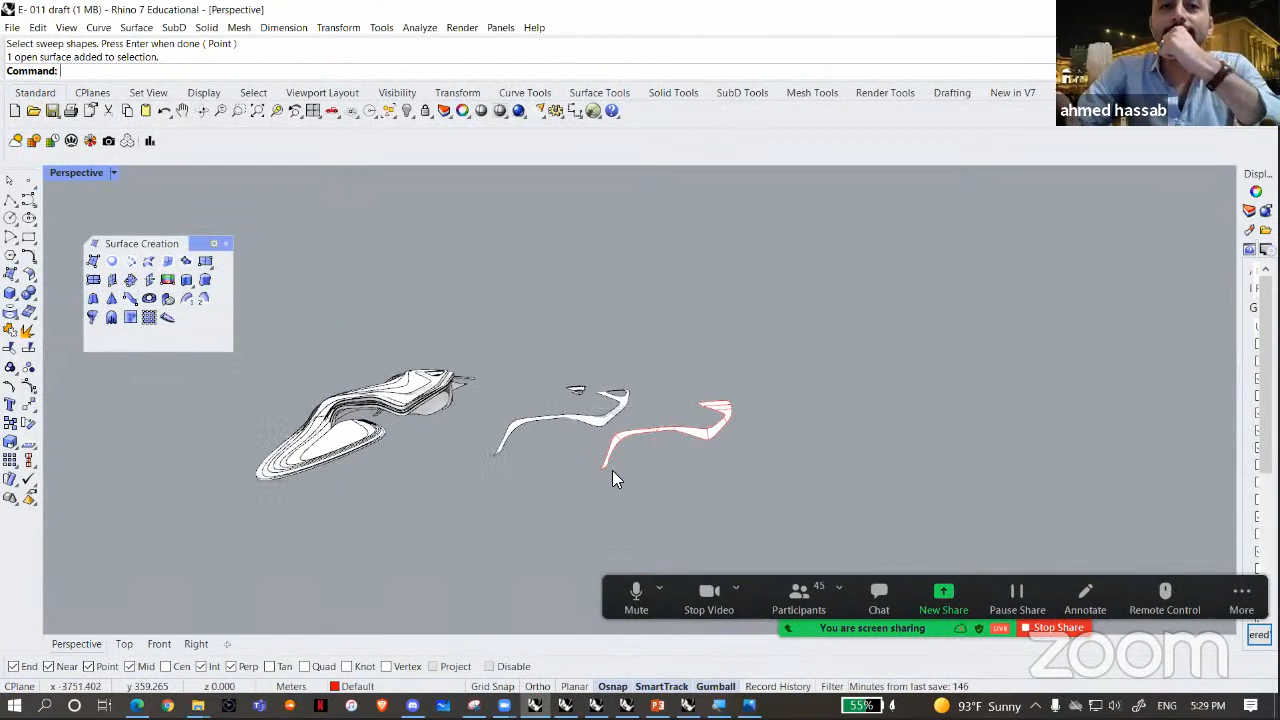 E- 011 draft (1 MB) - Rhino 7 Educational - [Perspective]
File Edit View Curve Surface SubD Solid Mesh Dimension Transform Tools Analyze Render Panels Help
Select sweep shapes. Press Enter when done ( Point )
1 open surface added to selection.
Command:
ahmed hassab
Standard CPlanes Set View Display Select Viewport Layout Visibility Transform Curve Tools Surface Tools Solid Tools SubD Tools Mesh Tools Render Tools Drafting New in V7
Perspective
Displ...
Surface Creation
45
Mute Stop Video Participants Chat New Share Pause Share Annotate Remote Control More
You are screen sharing LIVE Stop Share
ered'
zoom
Perspective Top Front Right
End Near Point Mid Cen Int Perp Tan Quad Knot Vertex Project Disable
CPlane x -3751.402 y 359.265 z 0.000 Meters Default Grid Snap Ortho Planar Osnap SmartTrack Gumball Record History Filter Minutes from last save: 146
55% 93°F Sunny 5:29 PM